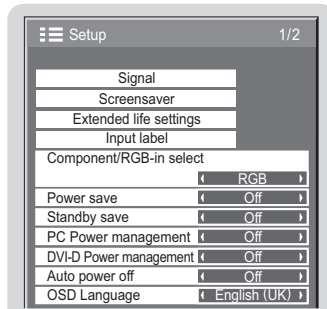 Setup 1/2
Signal
Screensaver
Extended life settings
Input label
Component/RGB-in select
RGB
Power save Off
Standby save Off
PC Power management Off
DVI-D Power management Off
Auto power off Off
OSD Language English (UK)